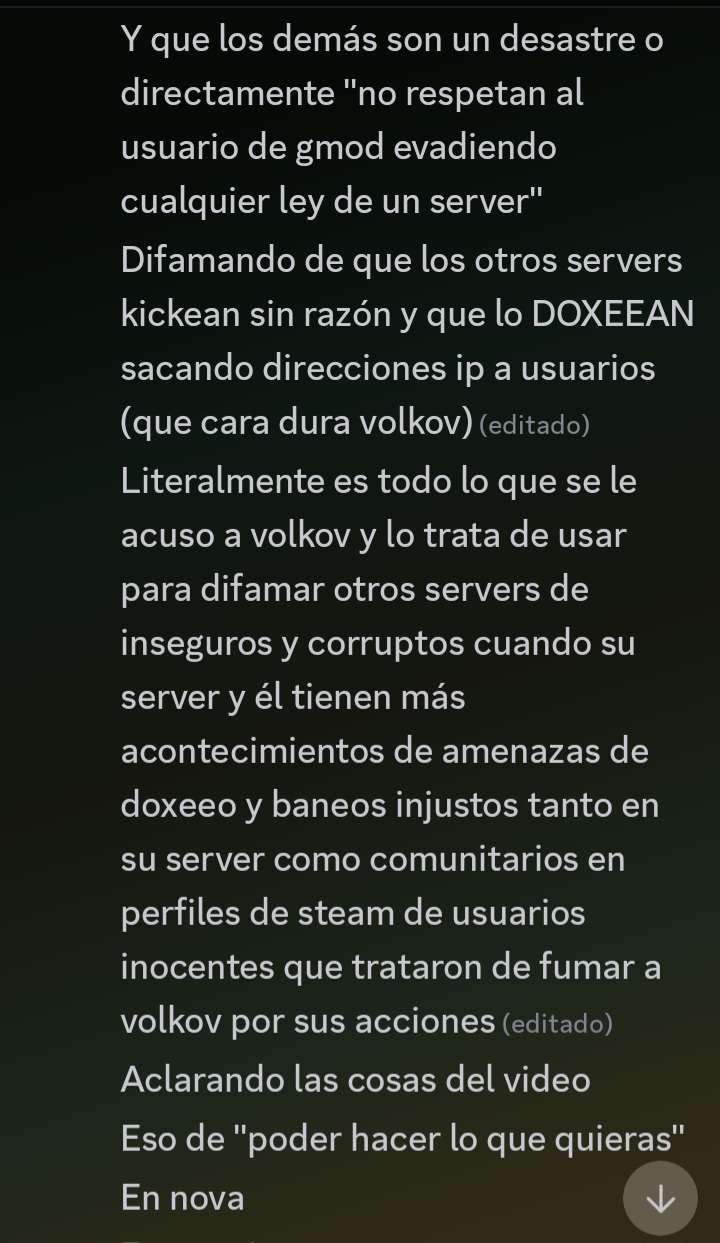 Y que los demás son un desastre o
directamente "no respetan al
usuario de gmod evadiendo
cualquier ley de un server"
Difamando de que los otros servers
kickean sin razón y que lo DOXEEAN
sacando direcciones ip a usuarios
(que cara dura volkov) (editado)
Literalmente es todo lo que se le
acuso a volkov y lo trata de usar
para difamar otros servers de
inseguros y corruptos cuando su
server y él tienen más
acontecimientos de amenazas de
doxeeo y baneos injustos tanto en
su server como comunitarios en
perfiles de steam de usuarios
inocentes que trataron de fumar a
volkov por sus acciones (editado)
Aclarando las cosas del video
Eso de "poder hacer lo que quieras"
En nova